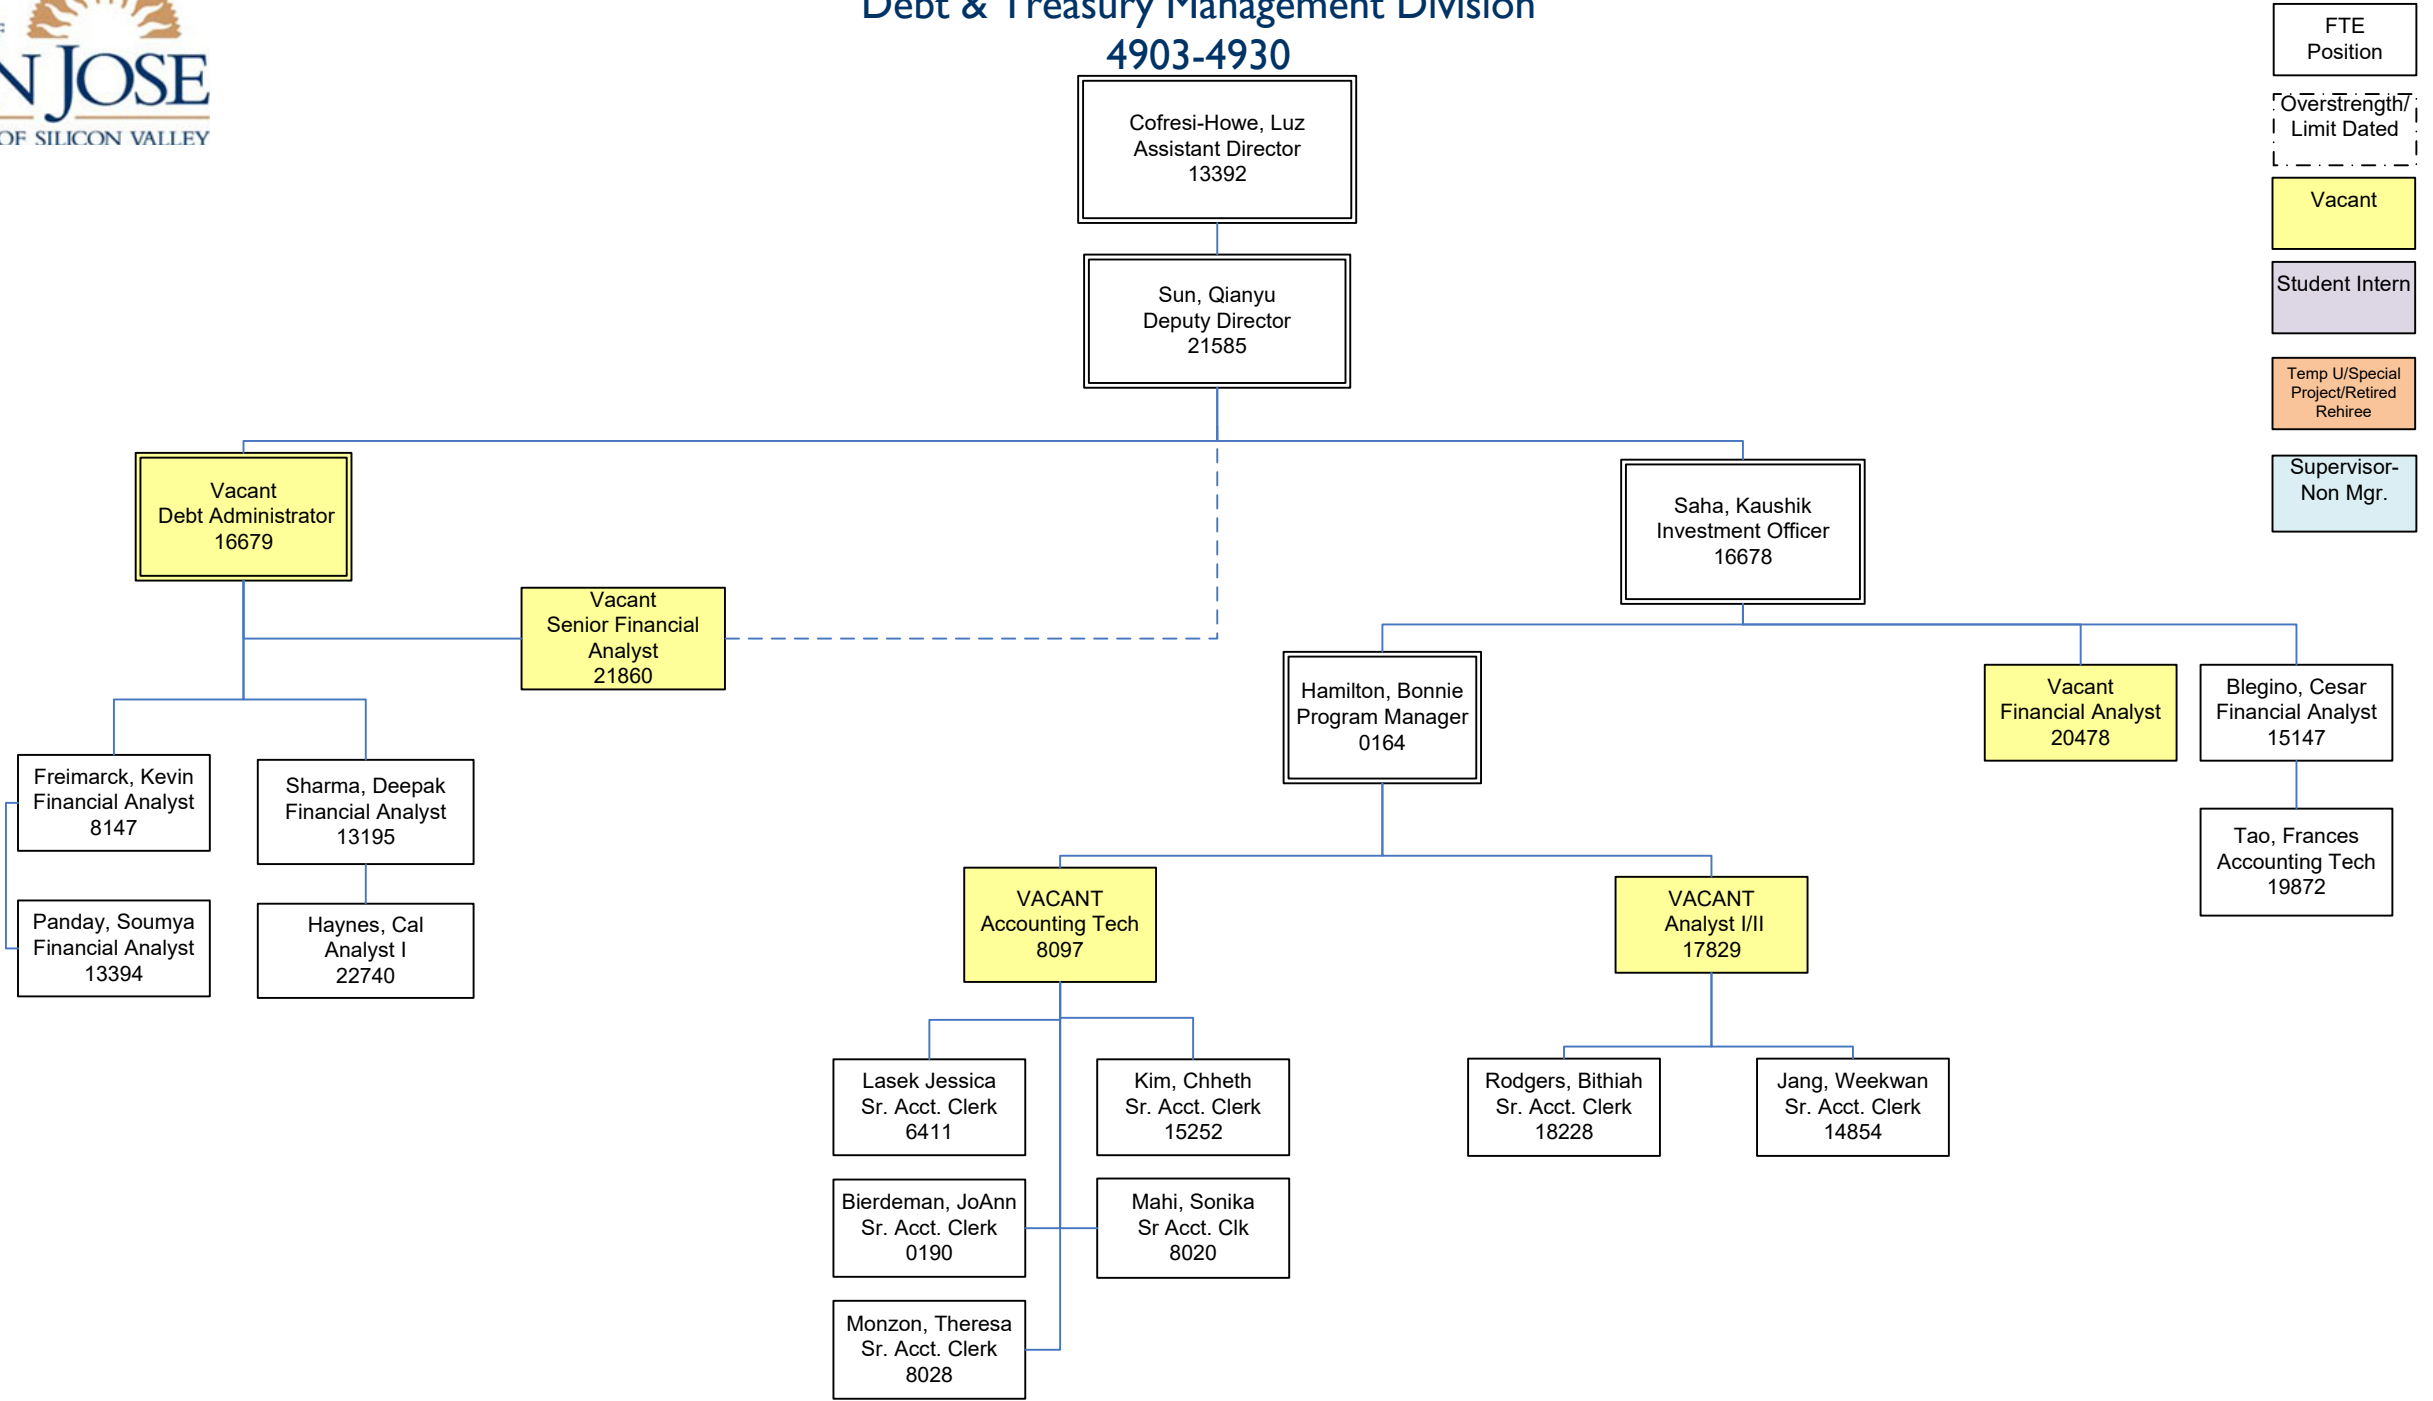 N JOSE
OF SILICON VALLEY
Debt & Treasury Management Division
4903-4930
Cofresi-Howe, Luz
Assistant Director
13392
Sun, Qianyu
Deputy Director
21585
Vacant
Debt Administrator
16679
Saha, Kaushik
Investment Officer
16678
Vacant
Senior Financial
Analyst
21860
Hamilton, Bonnie
Program Manager
0164
Vacant
Financial Analyst
20478
Blegino, Cesar
Financial Analyst
15147
Freimarck, Kevin
Financial Analyst
8147
Sharma, Deepak
Financial Analyst
13195
Tao, Frances
Accounting Tech
19872
Panday, Soumya
Financial Analyst
13394
Haynes, Cal
Analyst I
22740
VACANT
Accounting Tech
8097
VACANT
Analyst I/II
17829
Lasek Jessica
Sr. Acct. Clerk
6411
Kim, Chheth
Sr. Acct. Clerk
15252
Rodgers, Bithiah
Sr. Acct. Clerk
18228
Jang, Weekwan
Sr. Acct. Clerk
14854
Bierdeman, JoAnn
Sr. Acct. Clerk
0190
Mahi, Sonika
Sr Acct. Clk
8020
Monzon, Theresa
Sr. Acct. Clerk
8028
FTE
Position
Overstrength/
Limit Dated
Vacant
Student Intern
Temp U/Special
Project/Retired
Rehiree
Supervisor-
Non Mgr.